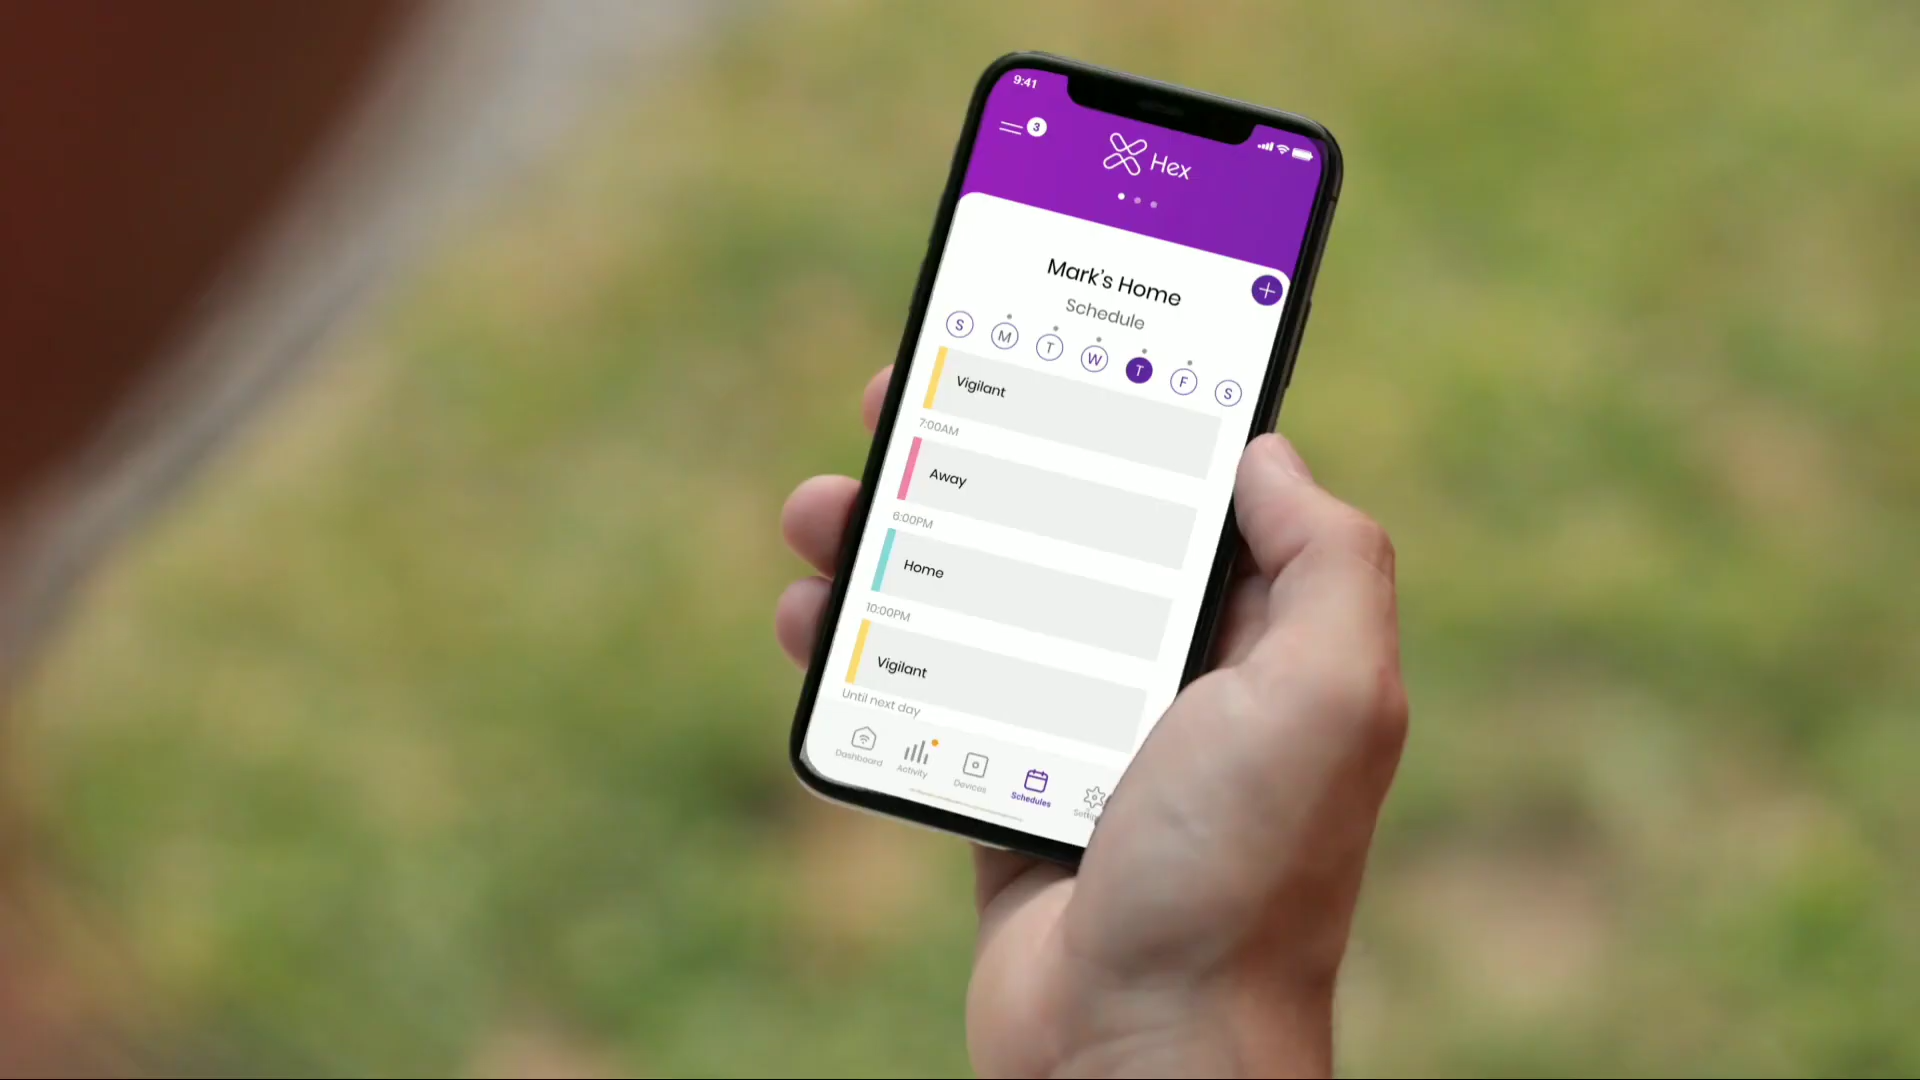 9:41
3
Hex
Mark's Home
Schedule
S M T W T F S
Vigilant
7:00AM
Away
6:00PM
Home
10:00PM
Vigilant
Until next day
Dashboard Activity Devices Schedules